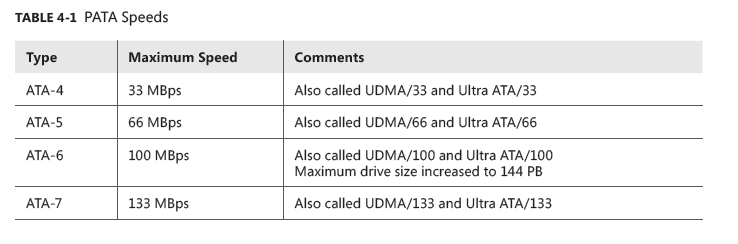 TABLE 4-1 PATA Speeds
Type Maximum Speed Comments
ATA-4 33 MBps Also called UDMA/33 and Ultra ATA/33
ATA-5 66 MBps Also called UDMA/66 and Ultra ATA/66
ATA-6 100 MBps Also called UDMA/100 and Ultra ATA/100
Maximum drive size increased to 144 PB
ATA-7 133 MBps Also called UDMA/133 and Ultra ATA/133